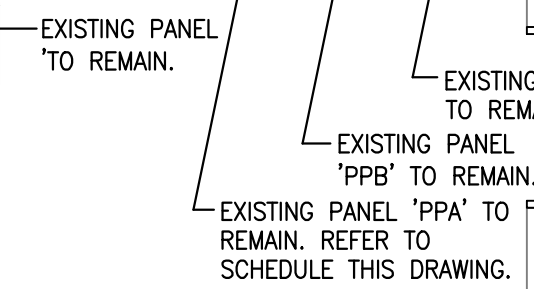 EXISTING PANEL
'TO REMAIN.
EXISTING
TO
EXISTING PANEL
'PPB' TO REMAIN.
EXISTING PANEL 'PPA' TO
REMAIN. REFER TO
SCHEDULE THIS DRAWING.